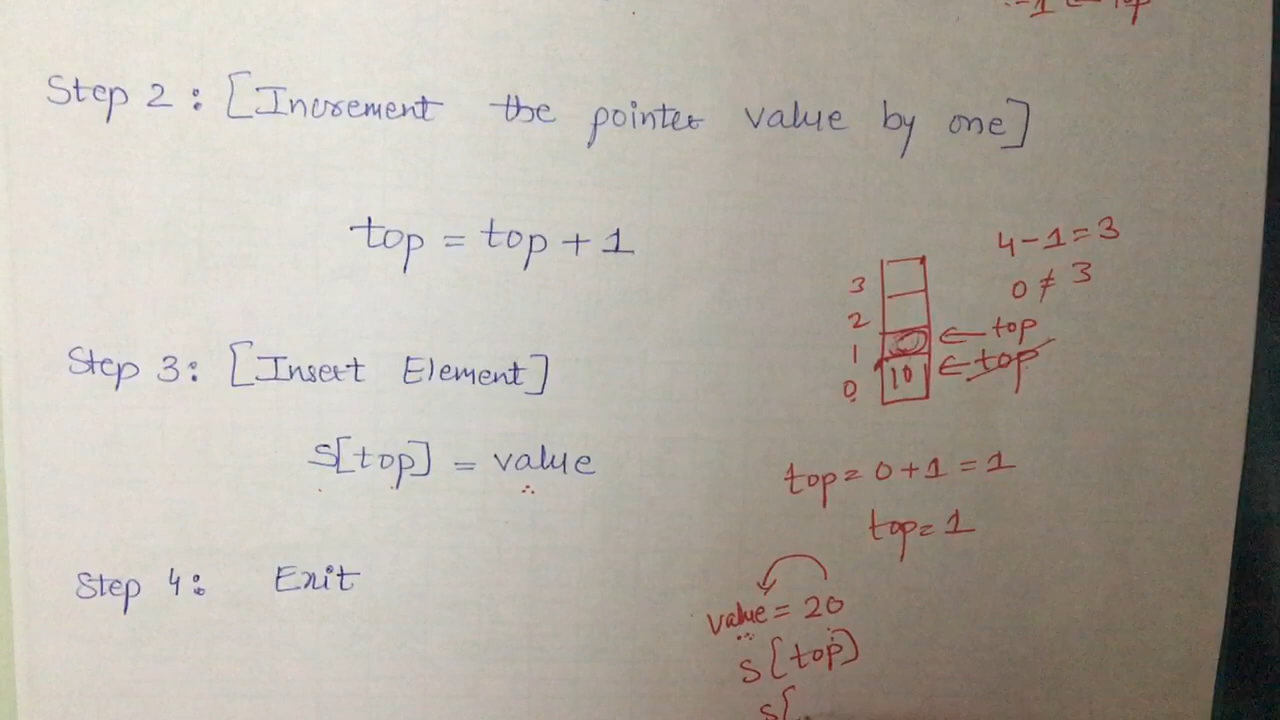 -1 ← top
Step 2 : [Increment the pointer value by one]
top = top + 1
4 - 1 = 3
0 ≠ 3
3
2
← top
1
← top
0
10
Step 3: [Insert Element]
S[top] = value
top = 0 + 1 = 1
top = 1
Step 4: Exit
value = 20
S[top]
S[